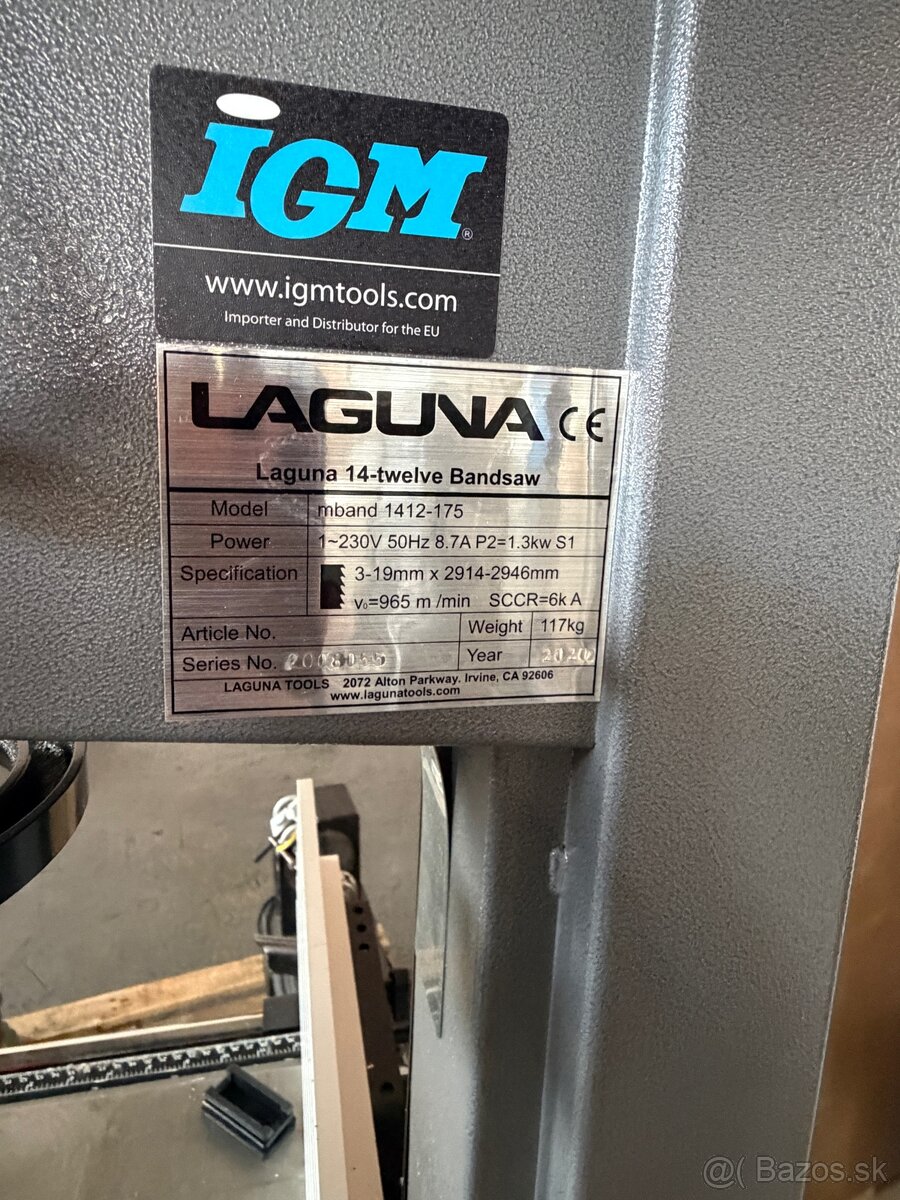 IGM®
www.igmtools.com
Importer and Distributor for the EU
LAGUNA CE
Laguna 14-twelve Bandsaw
Model mband 1412-175
Power 1~230V 50Hz 8.7A P2=1.3kw S1
Specification 3-19mm x 2914-2946mm
v₀=965 m /min SCCR=6k A
Article No. Weight 117kg
Series No. Year 2020
LAGUNA TOOLS 2072 Alton Parkway. Irvine, CA 92606
www.lagunatools.com
@( Bazos.sk